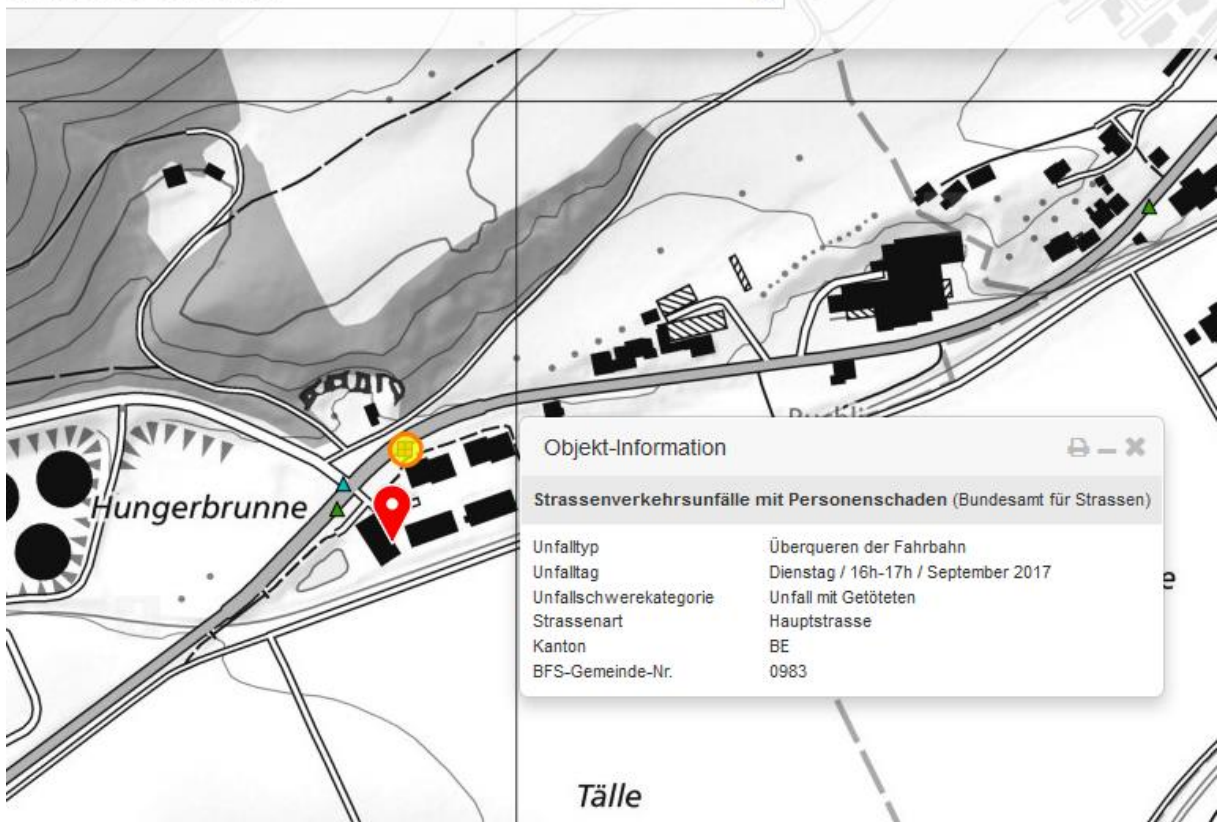 Hungerbrunne
Objekt-Information
Strassenverkehrsunfälle mit Personenschaden (Bundesamt für Strassen)
Unfalltyp Überqueren der Fahrbahn
Unfalltag Dienstag / 16h-17h / September 2017
Unfallschwerekategorie Unfall mit Getöteten
Strassenart Hauptstrasse
Kanton BE
BFS-Gemeinde-Nr. 0983
Tälle